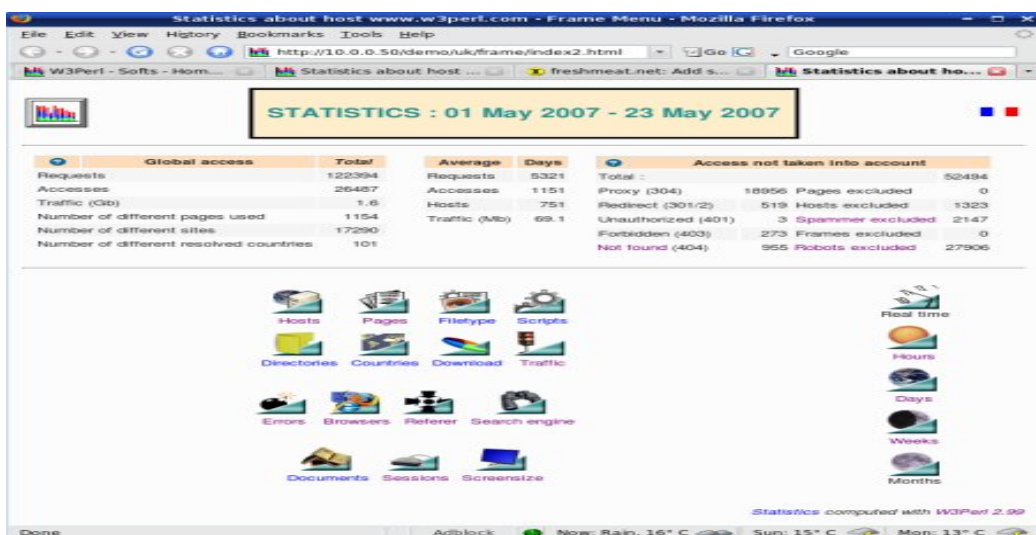 Statistics about host www.w3perl.com - Frame Menu - Mozilla Firefox
File Edit View History Bookmarks Tools Help
http://10.0.0.50/demo/uk/frame/index2.html Go Google
W3Perl - Softs - Hom... Statistics about host ... freshmeat.net: Add s... Statistics about ho...
STATISTICS : 01 May 2007 - 23 May 2007
Global access Total
Requests 122394
Accesses 26487
Traffic (Gb) 1.6
Number of different pages used 1154
Number of different sites 17290
Number of different resolved countries 101
Average Days
Requests 5321
Accesses 1151
Hosts 751
Traffic (Mb) 69.1
Access not taken into account
Total : 52494
Proxy (304) 18956 Pages excluded 0
Redirect (301/2) 519 Hosts excluded 1323
Unauthorized (401) 3 Spammer excluded 2147
Forbidden (403) 273 Frames excluded 0
Not found (404) 955 Robots excluded 27906
Hosts Pages Filetype Scripts
Directories Countries Download Traffic
Errors Browsers Referer Search engine
Documents Sessions Screensize
Real time
Hours
Days
Weeks
Months
Statistics computed with W3Perl 2.99
Done Adblock Now: Rain, 16° C Sun: 15° C Mon: 13° C